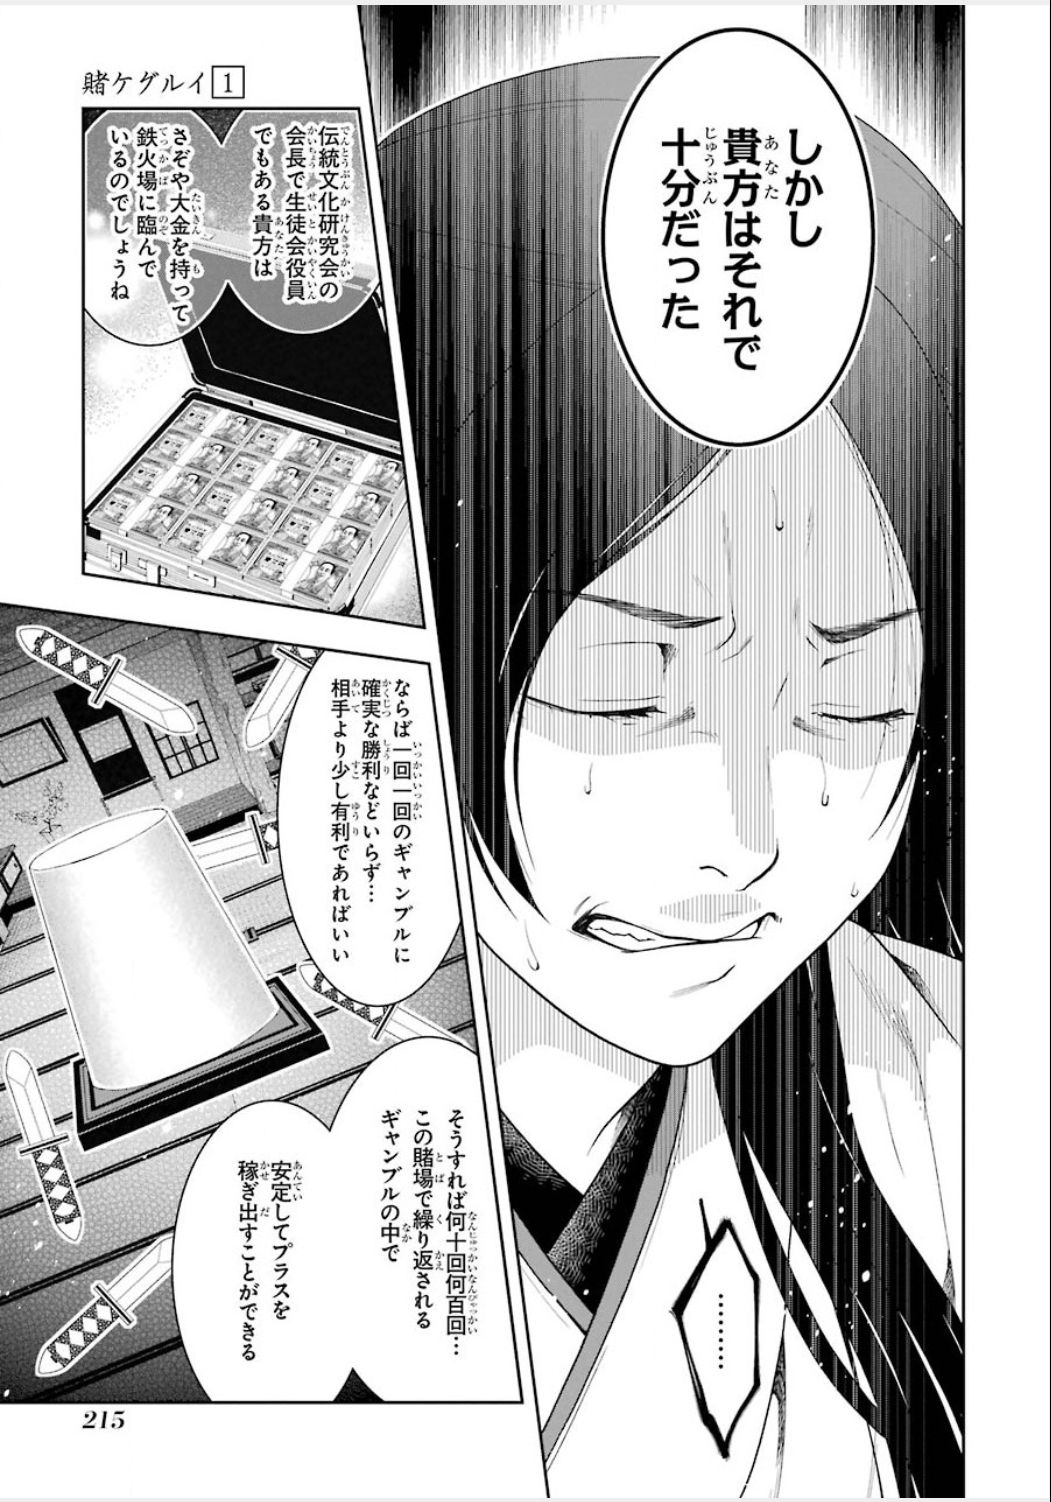 賭ケグルイ1
しかし
貴方はそれで
十分だった
伝統文化研究会の
会長で生徒会役員
でもある貴方は
さぞや大金を持って
鉄火場に臨んで
いるのでしょうね
ならば一回一回のギャンブルに
確実な勝利などいらず…
相手より少し有利であればいい
そうすれば何十回何百回…
この賭場で繰り返される
ギャンブルの中で
安定してプラスを
稼ぎ出すことができる
………
215